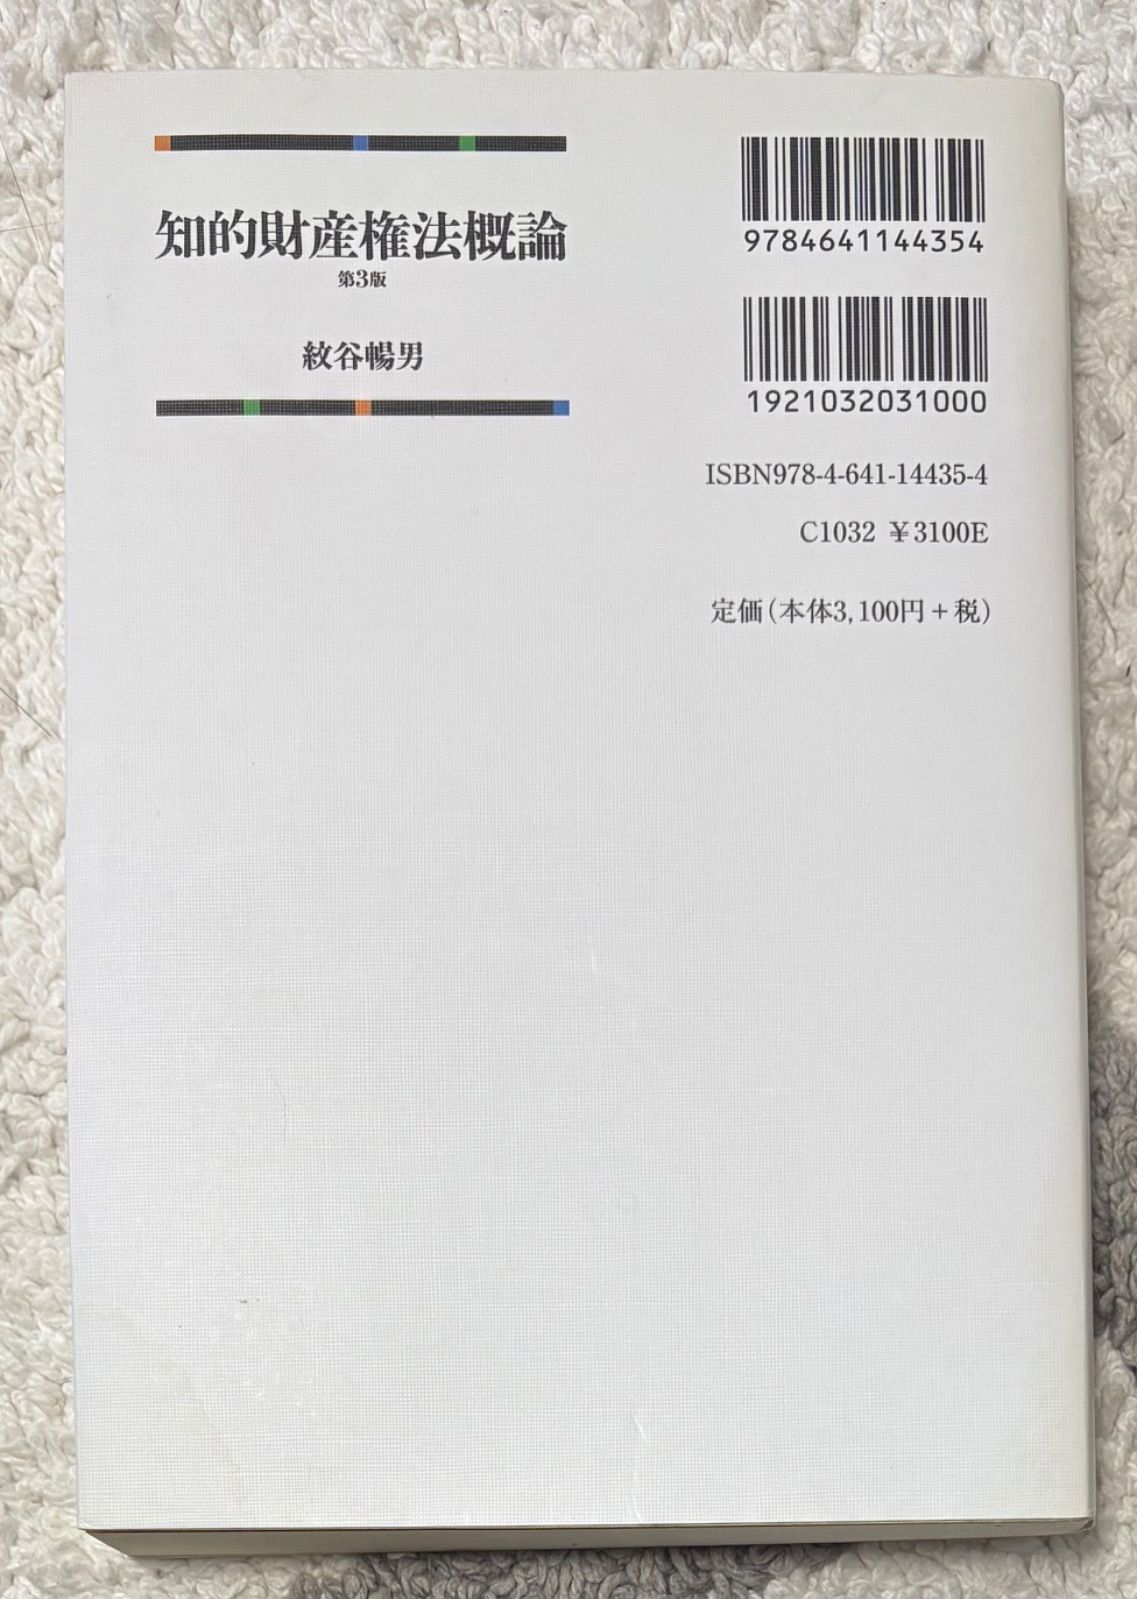 知的財産権法概論
第3版
紋谷暢男
9784641144354
1921032031000
ISBN978-4-641-14435-4
C1032 ¥3100E
定価(本体3,100円+税)